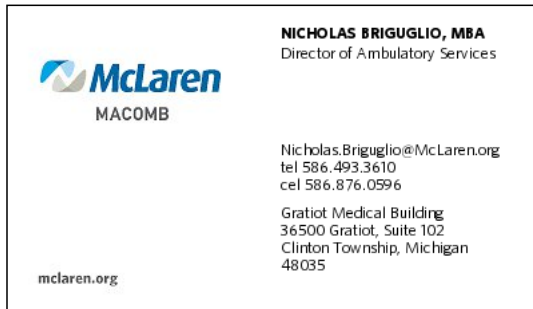 NICHOLAS BRIGUGLIO, MBA
Director of Ambulatory Services
McLaren
MACOMB
Nicholas.Briguglio@McLaren.org
tel 586.493.3610
cel 586.876.0596
Gratiot Medical Building
36500 Gratiot, Suite 102
Clinton Township, Michigan
48035
mclaren.org